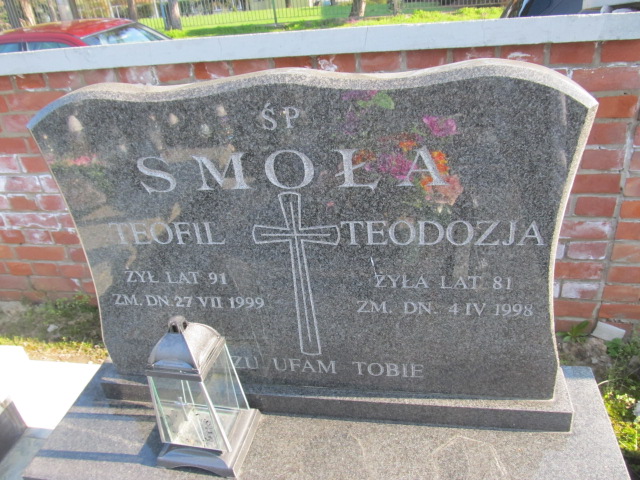 ŚP
SMOŁA
TEOFIL TEODOZJA
ŻYŁ LAT 91 ŻYŁA LAT 81
ZM. DN. 27 VII 1999 ZM. DN. 4 IV 1998
UFAM TOBIE